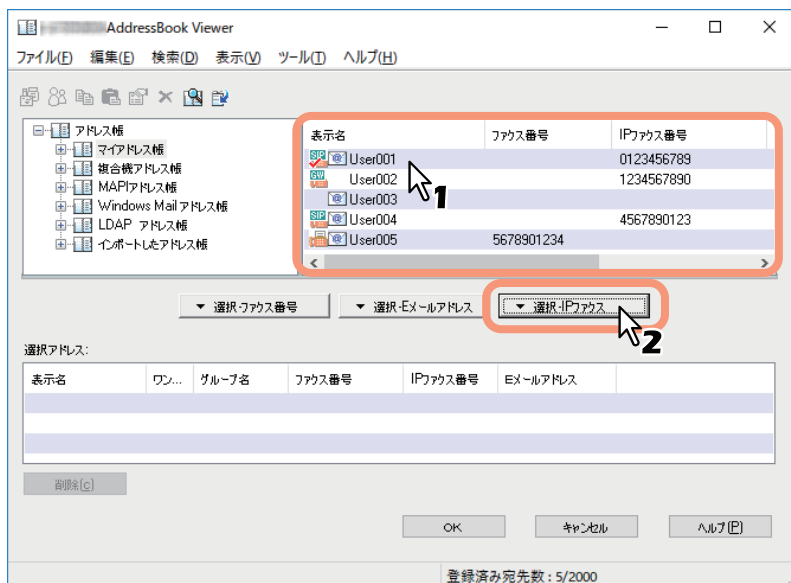 AddressBook Viewer
ファイル(F) 編集(E) 検索(D) 表示(V) ツール(T) ヘルプ(H)
アドレス帳
マイアドレス帳
複合機アドレス帳
MAPIアドレス帳
Windows Mail アドレス帳
LDAP アドレス帳
インポートしたアドレス帳
表示名 ファクス番号 IPファクス番号
SIP User001 0123456789
GW User002 1234567890
User003
SIP User004 4567890123
User005 5678901234
1
▼ 選択-ファクス番号 ▼ 選択-Eメールアドレス ▼ 選択-IPファクス
2
選択アドレス:
表示名 ワン... グループ名 ファクス番号 IPファクス番号 Eメールアドレス
削除(c)
OK キャンセル ヘルプ(P)
登録済み宛先数 : 5/2000